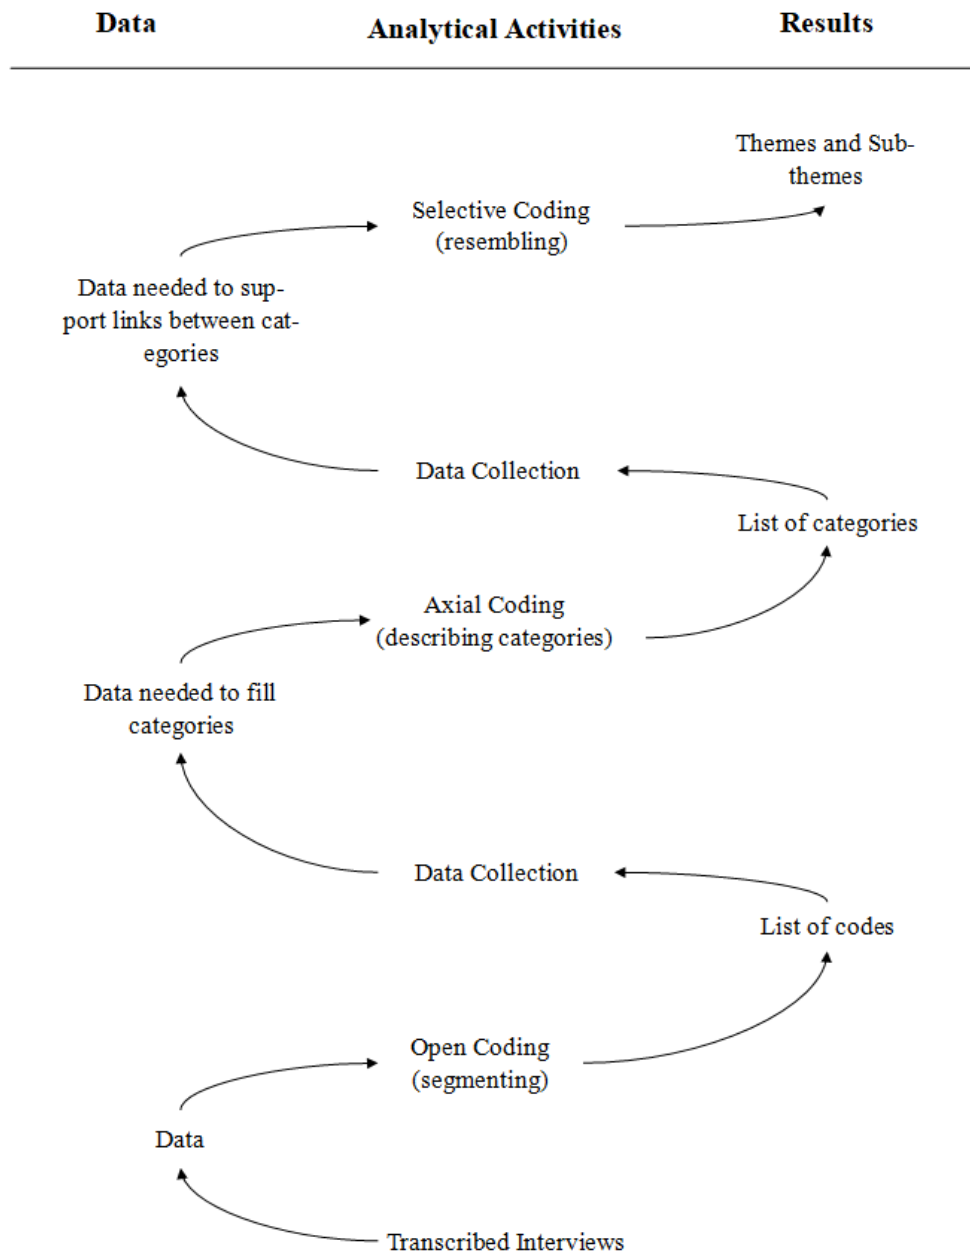 Data
Analytical Activities
Results
Themes and Sub-
themes
Selective Coding
(resembling)
Data needed to sup-
port links between cat-
egories
Data Collection
List of categories
Axial Coding
(describing categories)
Data needed to fill
categories
Data Collection
List of codes
Open Coding
(segmenting)
Data
Transcribed Interviews